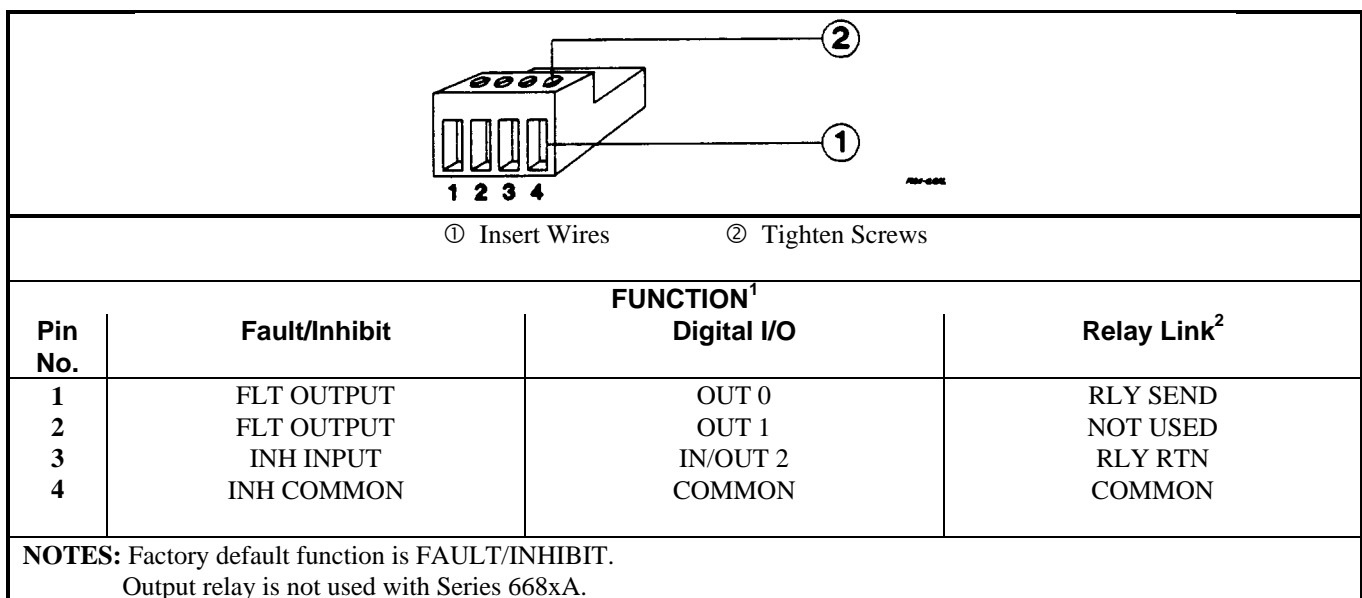 2
1
1 2 3 4
① Insert Wires ② Tighten Screws
FUNCTION1
Pin No. Fault/Inhibit Digital I/O Relay Link2
1 FLT OUTPUT OUT 0 RLY SEND
2 FLT OUTPUT OUT 1 NOT USED
3 INH INPUT IN/OUT 2 RLY RTN
4 INH COMMON COMMON COMMON
NOTES: Factory default function is FAULT/INHIBIT.
Output relay is not used with Series 668xA.